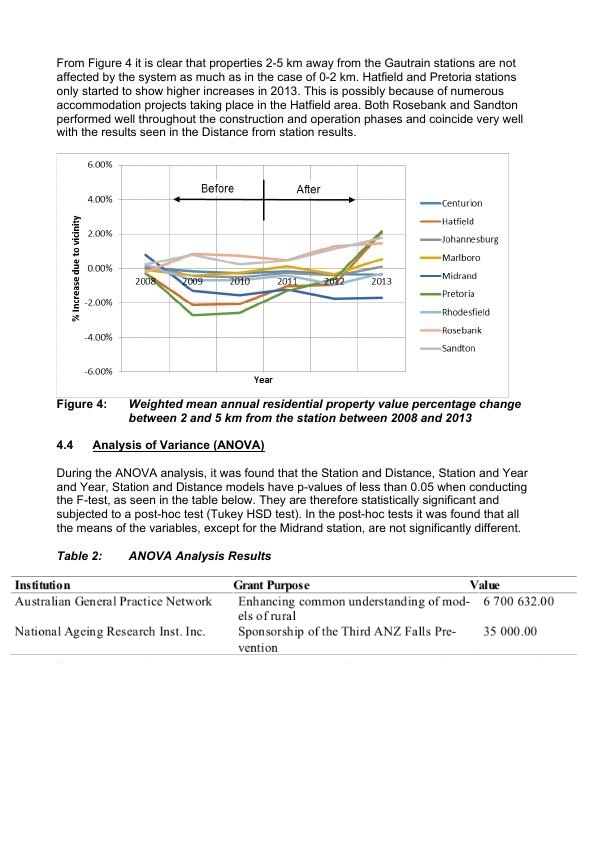 From Figure 4 it is clear that properties 2-5 km away from the Gautrain stations are not
affected by the system as much as in the case of 0-2 km. Hatfield and Pretoria stations
only started to show higher increases in 2013. This is possibly because of numerous
accommodation projects taking place in the Hatfield area. Both Rosebank and Sandton
performed well throughout the construction and operation phases and coincide very well
with the results seen in the Distance from station results.
6.00%
4.00%
2.00%
0.00%
-2.00%
-4.00%
-6.00%
% Increase due to vicinity
Before
After
2008 2009 2010 2011 2012 2013
Year
Centurion
Hatfield
Johannesburg
Marlboro
Midrand
Pretoria
Rhodesfield
Rosebank
Sandton
Figure 4: Weighted mean annual residential property value percentage change
between 2 and 5 km from the station between 2008 and 2013
4.4 Analysis of Variance (ANOVA)
During the ANOVA analysis, it was found that the Station and Distance, Station and Year
and Year, Station and Distance models have p-values of less than 0.05 when conducting
the F-test, as seen in the table below. They are therefore statistically significant and
subjected to a post-hoc test (Tukey HSD test). In the post-hoc tests it was found that all
the means of the variables, except for the Midrand station, are not significantly different.
Table 2: ANOVA Analysis Results
Institution Grant Purpose Value
Australian General Practice Network Enhancing common understanding of mod- 6 700 632.00
els of rural
National Ageing Research Inst. Inc. Sponsorship of the Third ANZ Falls Pre- 35 000.00
vention